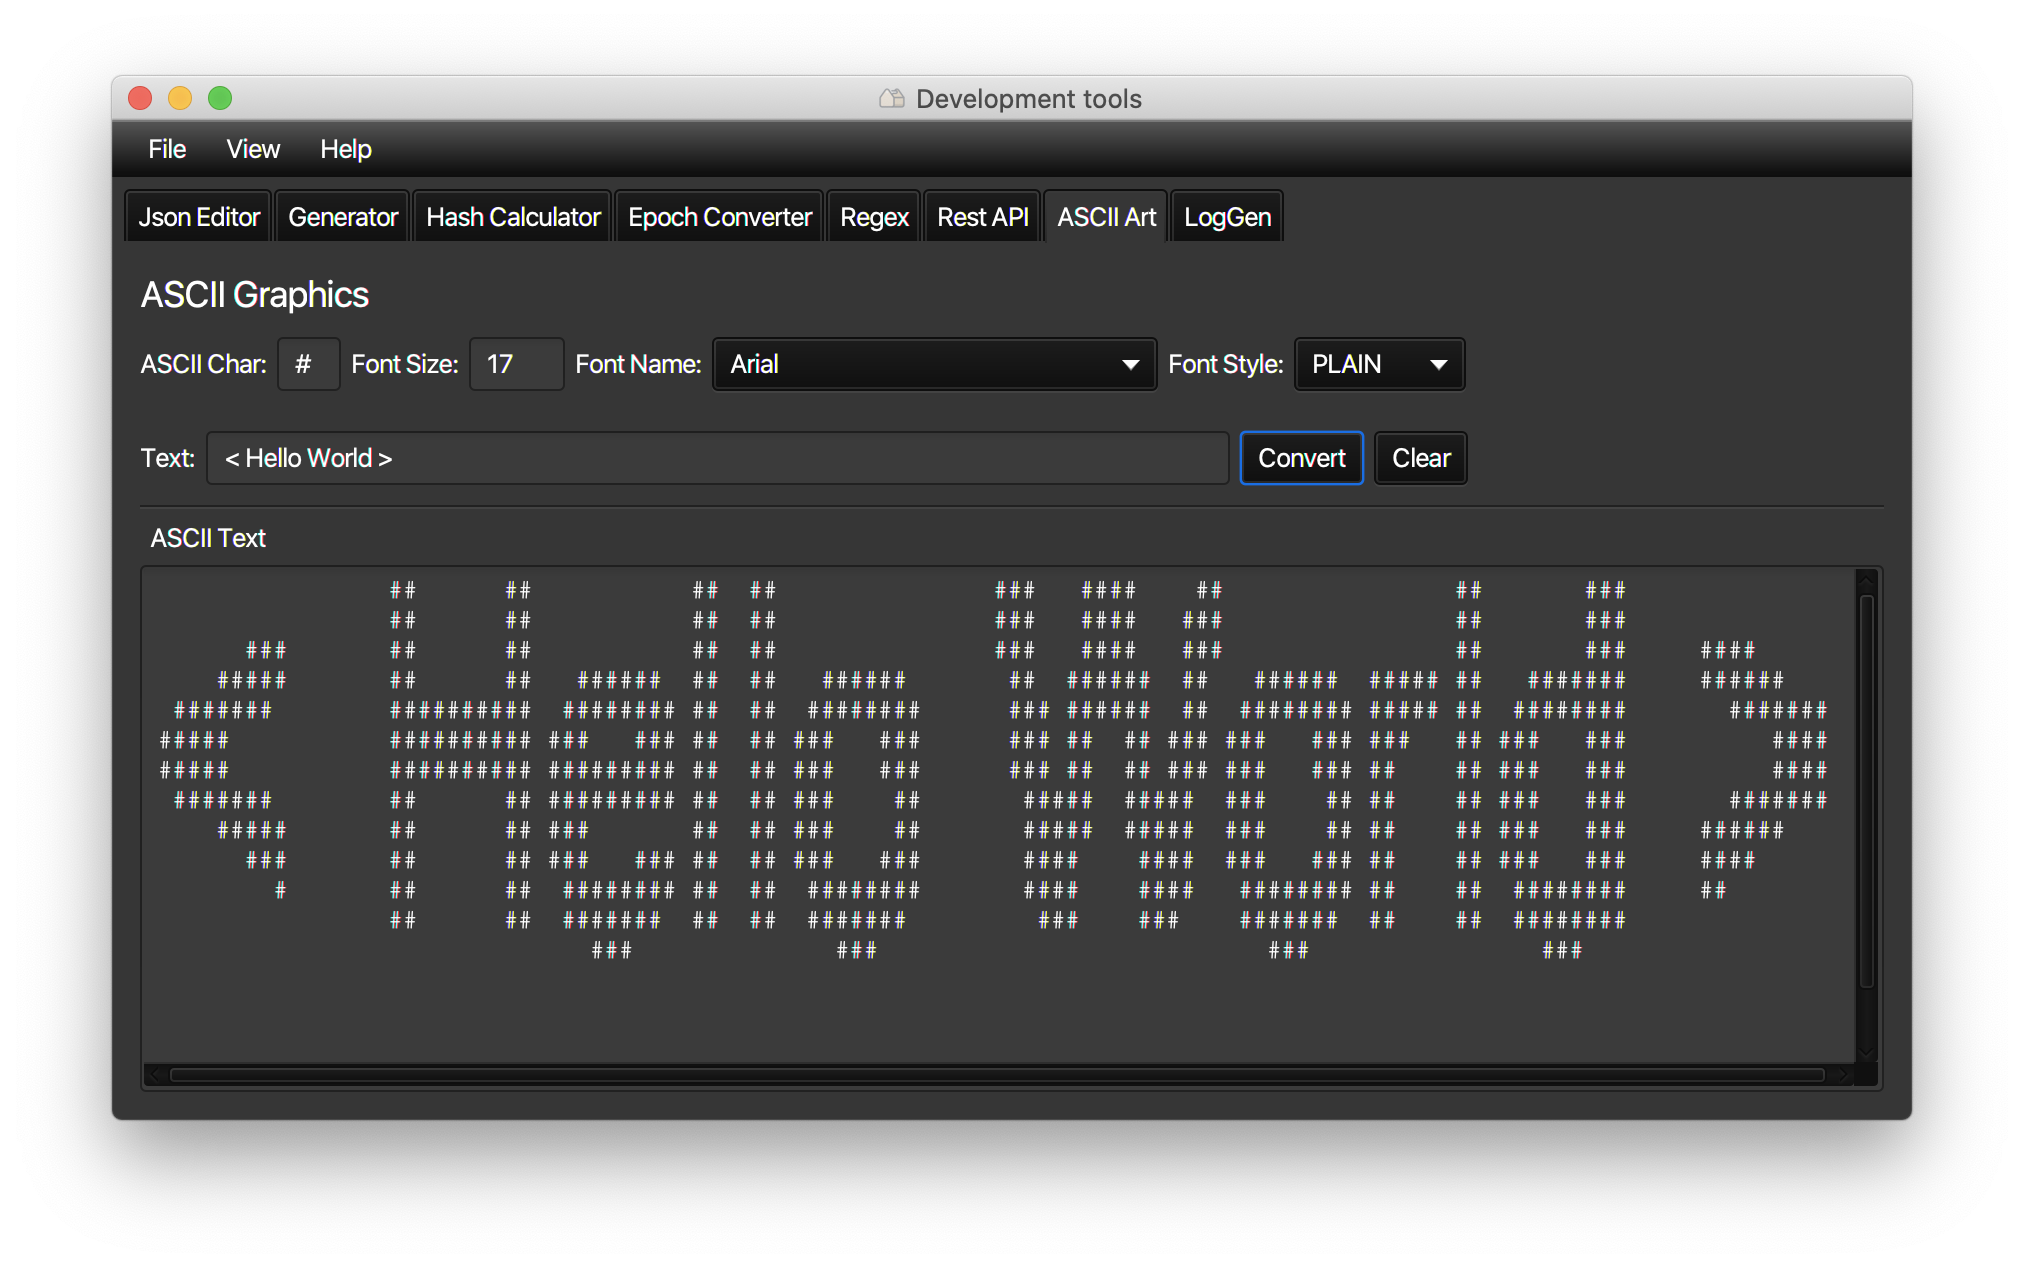 Development tools
File View Help
Json Editor Generator Hash Calculator Epoch Converter Regex Rest API ASCII Art LogGen
ASCII Graphics
ASCII Char: # Font Size: 17 Font Name: Arial Font Style: PLAIN
Text: < Hello World > Convert Clear
ASCII Text
## ## ## ## ### #### ## ## ###
## ## ## ## ### #### ### ## ###
### ## ## ## ## ### #### ### ## ### ####
##### ## ## ###### ## ## ###### ## ###### ## ###### ##### ## ####### ######
####### ########## ######## ## ## ######## ### ###### ## ######## ##### ## ######## #######
##### ########## ### ### ## ## ### ### ### ## ## ### ### ### ### ## ### ### ####
##### ########## ######### ## ## ### ### ### ## ## ### ### ### ## ## ### ### ####
####### ## ## ######### ## ## ### ## ##### ##### ### ## ## ## ### ### #######
##### ## ## ### ## ## ### ## ##### ##### ### ## ## ## ### ### ######
### ## ## ### ### ## ## ### ### #### #### ### ### ## ## ### ### ####
# ## ## ######## ## ## ######## #### #### ######## ## ## ######## ##
## ## ####### ## ## ####### ### ### ####### ## ## ########
### ### ### ###